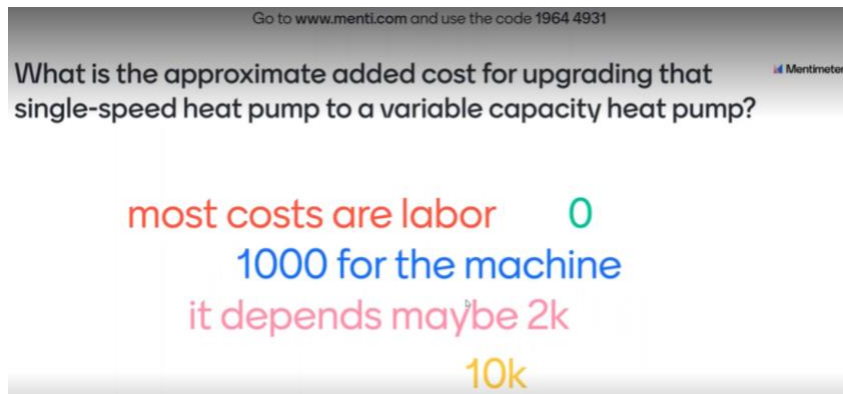 Go to www.menti.com and use the code 1964 4931
What is the approximate added cost for upgrading that
Mentimeter
single-speed heat pump to a variable capacity heat pump?
most costs are labor
0
1000 for the machine
it depends maybe 2k
10k